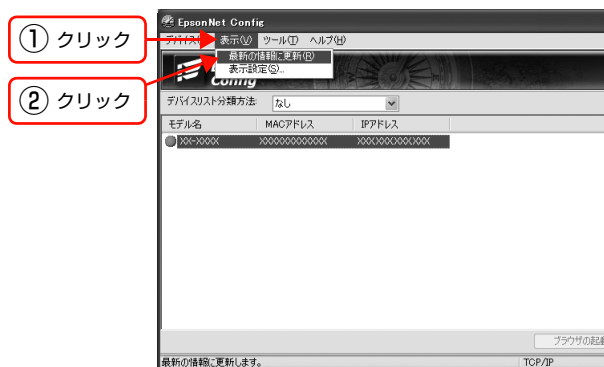 EpsonNet Config
① クリック
表示(V) ツール(T) ヘルプ(H)
最新の情報に更新(R)
表示設定(S)...
② クリック
Config
デバイスリスト分類方法: なし
モデル名 MACアドレス IPアドレス
XX-XXXX XXXXXXXXXXXX XXX.XXX.XXX.XXX
ブラウザの起動
最新の情報に更新します。 TCP/IP